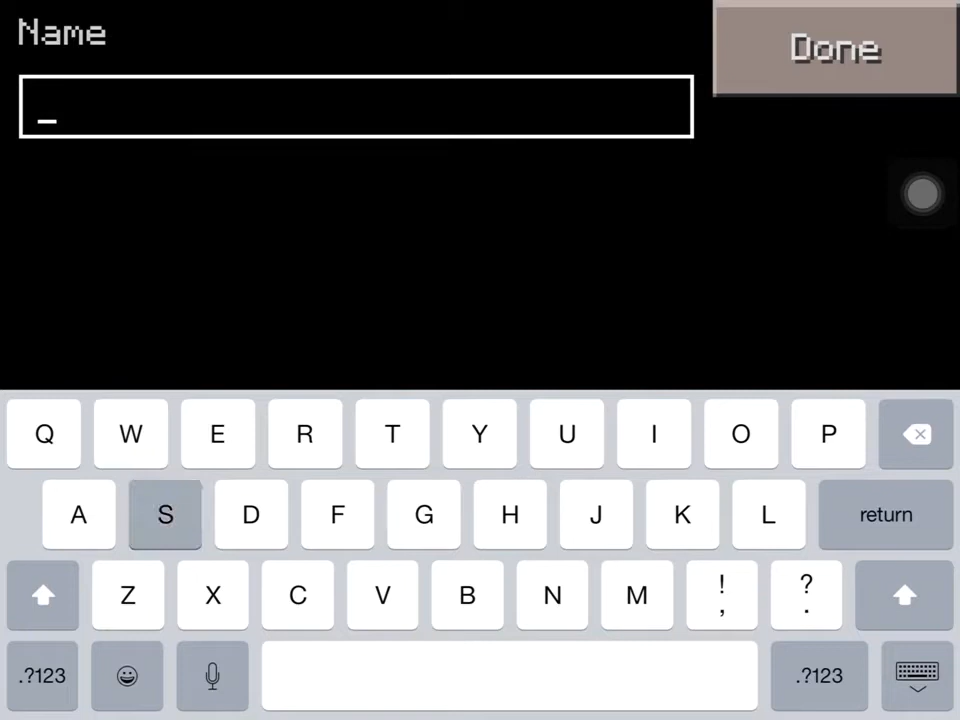 Name
Done
_
Q W E R T Y U I O P
A S D F G H J K L return
Z X C V B N M ! , ? .
.?123 .?123